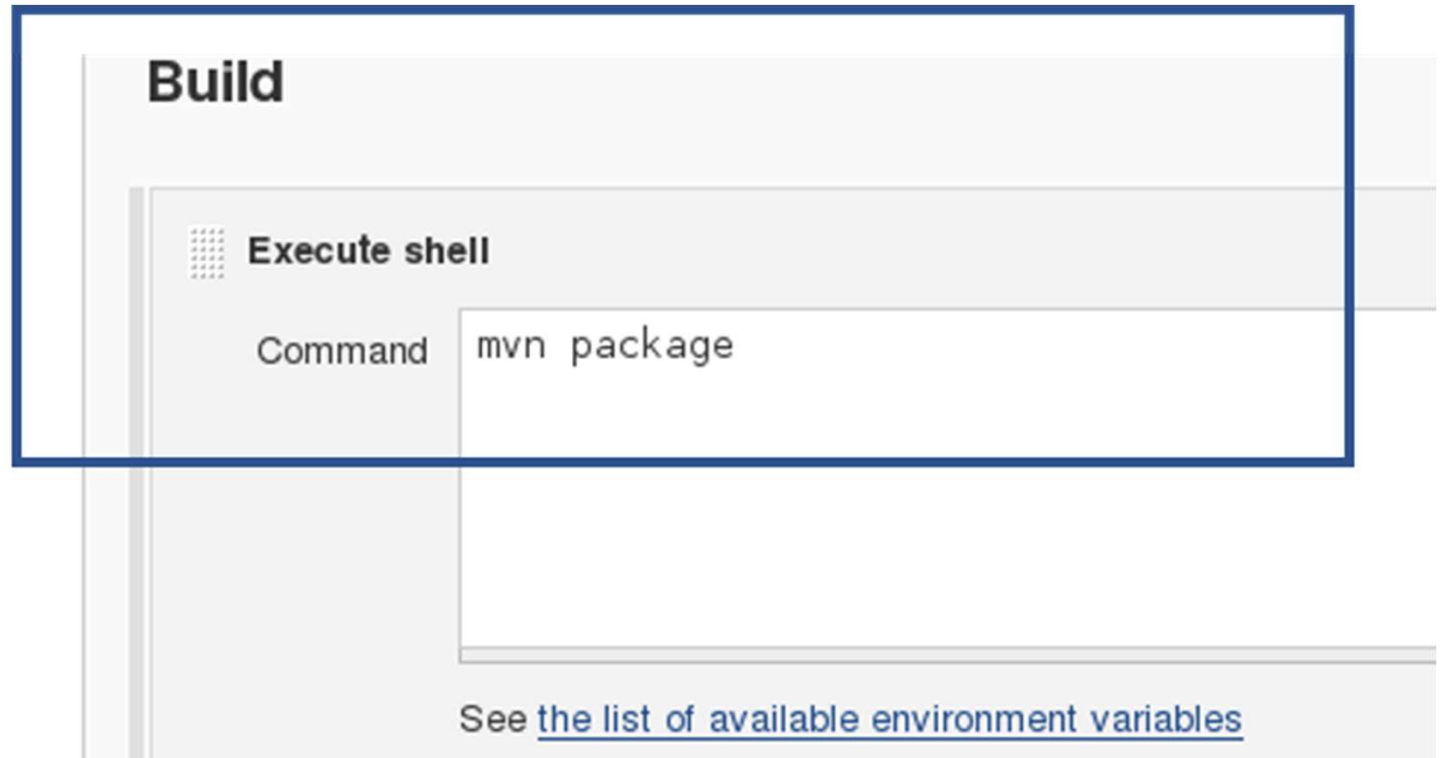 Build
Execute shell
Command
mvn package
See the list of available environment variables